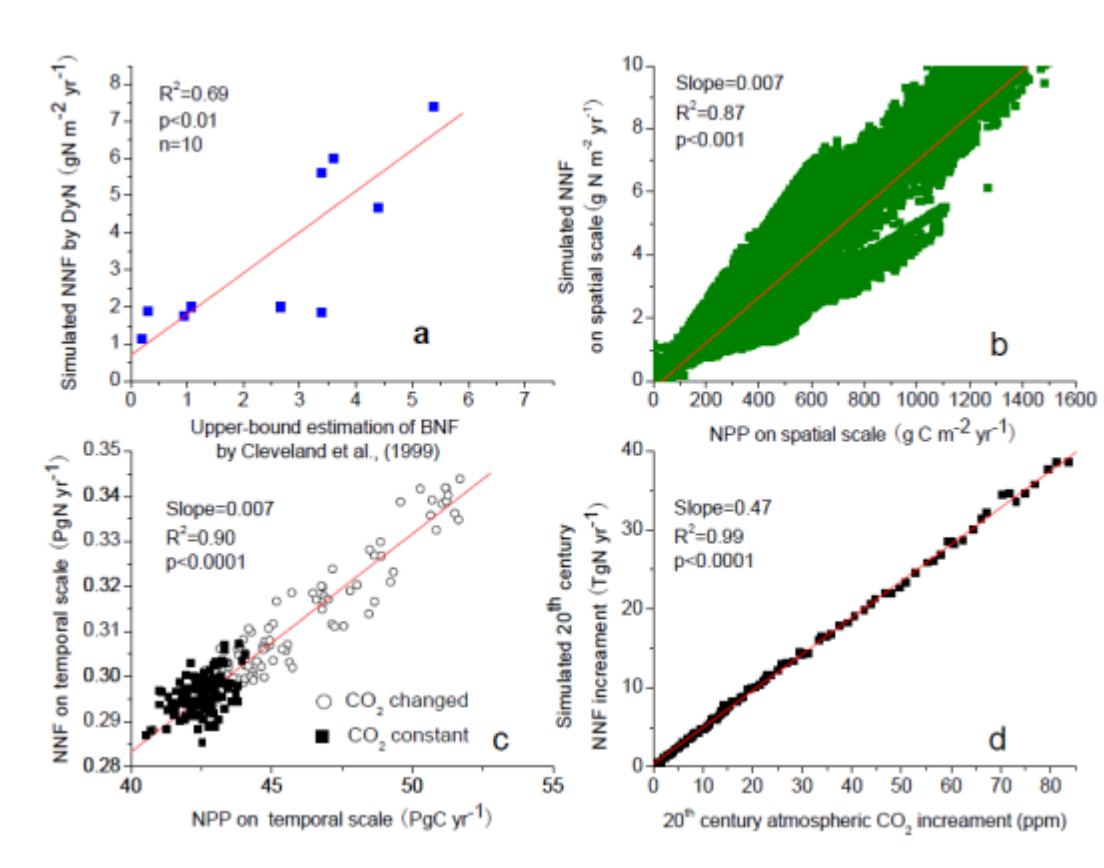 R²=0.69
p<0.01
n=10
a
Simulated NNF by DyN (gN m⁻² yr⁻¹)
8
7
6
5
4
3
2
1
0
0 1 2 3 4 5 6 7
Upper-bound estimation of BNF
by Cleveland et al., (1999)
Slope=0.007
R²=0.87
p<0.001
b
Simulated NNF
on spatial scale (g N m⁻² yr⁻¹)
10
8
6
4
2
0
0 200 400 600 800 1000 1200 1400 1600
NPP on spatial scale (g C m⁻² yr⁻¹)
Slope=0.007
R²=0.90
p<0.0001
CO₂ changed
CO₂ constant
c
NNF on temporal scale (PgN yr⁻¹)
0.35
0.34
0.33
0.32
0.31
0.30
0.29
0.28
40 45 50 55
NPP on temporal scale (PgC yr⁻¹)
Slope=0.47
R²=0.99
p<0.0001
d
Simulated 20th century
NNF increament (TgN yr⁻¹)
40
30
20
10
0
0 10 20 30 40 50 60 70 80
20th century atmospheric CO₂ increament (ppm)